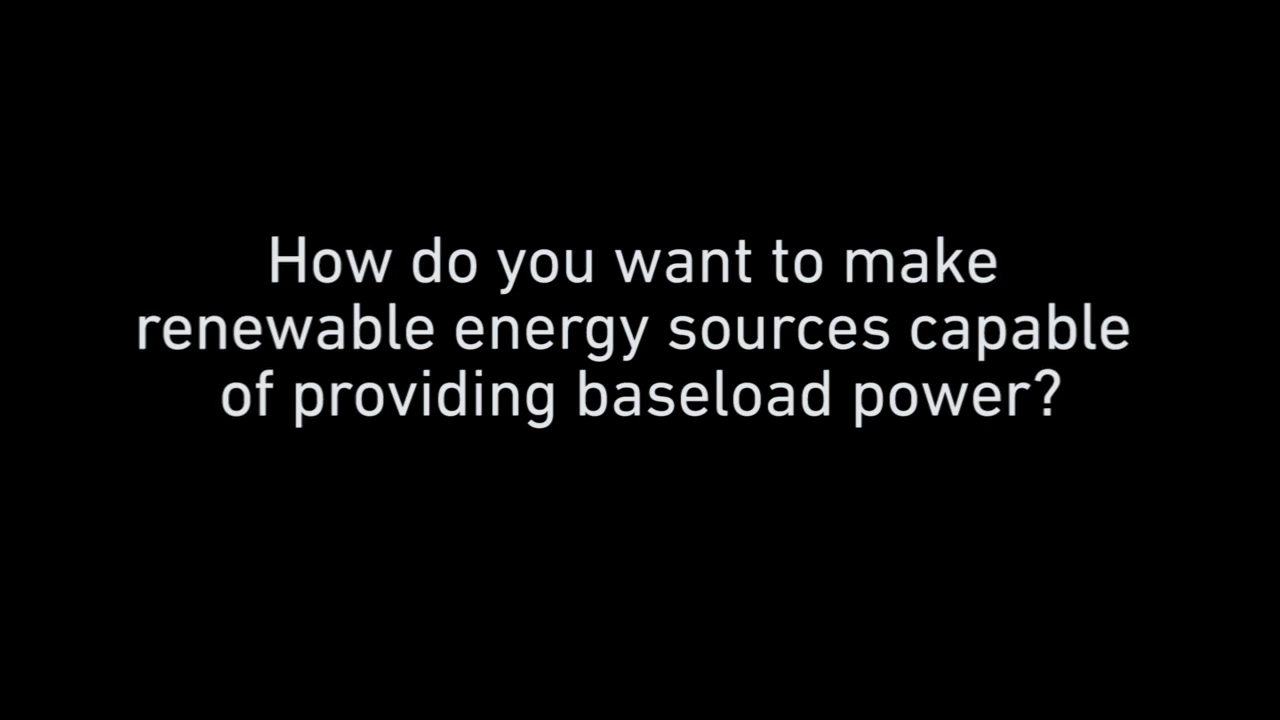 How do you want to make
renewable energy sources capable
of providing baseload power?